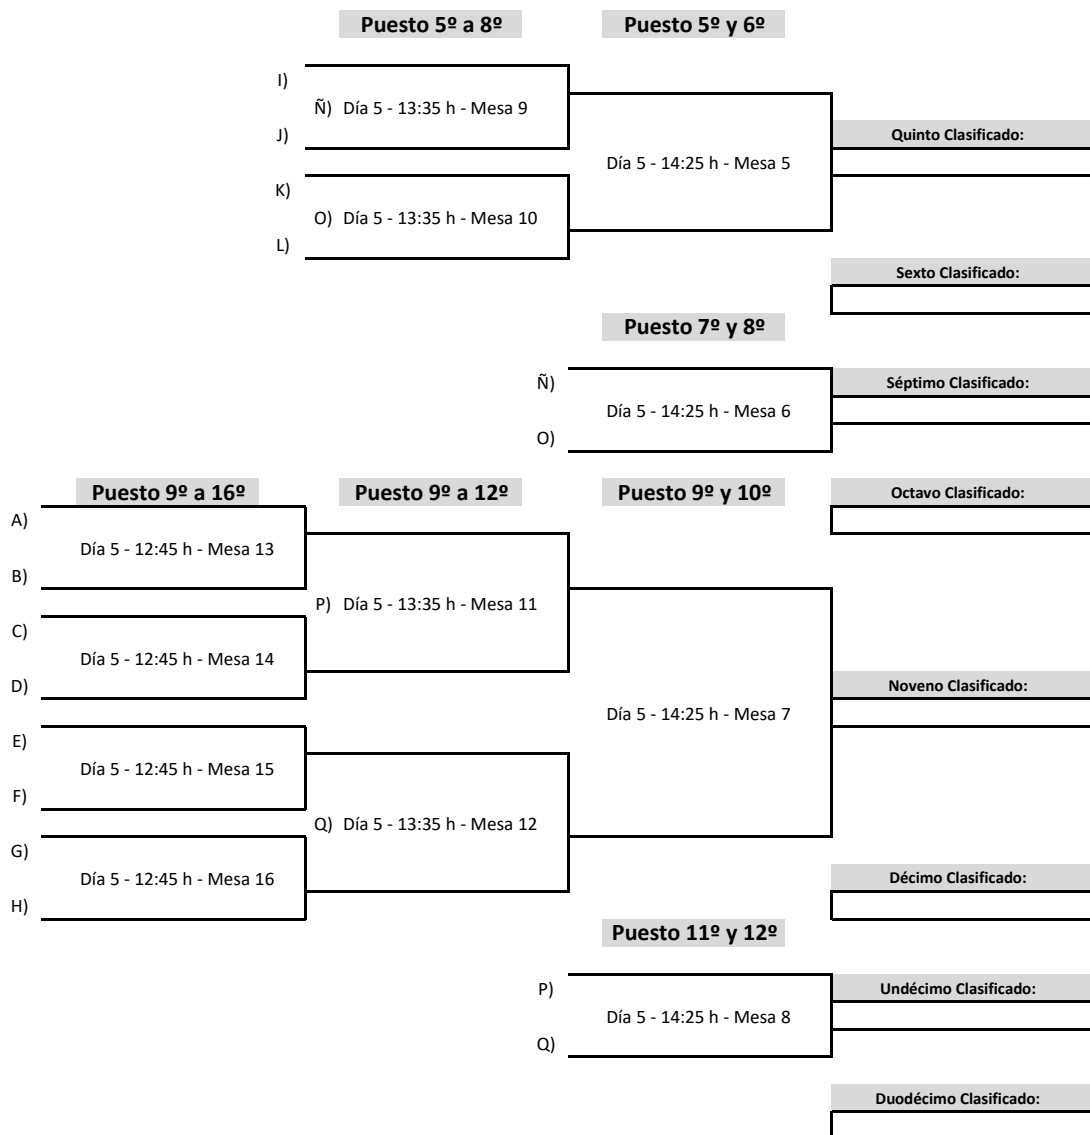 Puesto 5º a 8º Puesto 5º y 6º
I)
Ñ) Día 5 - 13:35 h - Mesa 9
J) Quinto Clasificado:
Día 5 - 14:25 h - Mesa 5
K)
O) Día 5 - 13:35 h - Mesa 10
L)
Sexto Clasificado:
Puesto 7º y 8º
Ñ) Séptimo Clasificado:
Día 5 - 14:25 h - Mesa 6
O)
Puesto 9º a 16º Puesto 9º a 12º Puesto 9º y 10º Octavo Clasificado:
A)
Día 5 - 12:45 h - Mesa 13
B)
P) Día 5 - 13:35 h - Mesa 11
C)
Día 5 - 12:45 h - Mesa 14
D) Noveno Clasificado:
Día 5 - 14:25 h - Mesa 7
E)
Día 5 - 12:45 h - Mesa 15
F)
Q) Día 5 - 13:35 h - Mesa 12
G)
Día 5 - 12:45 h - Mesa 16 Décimo Clasificado:
H)
Puesto 11º y 12º
P) Undécimo Clasificado:
Día 5 - 14:25 h - Mesa 8
Q)
Duodécimo Clasificado: